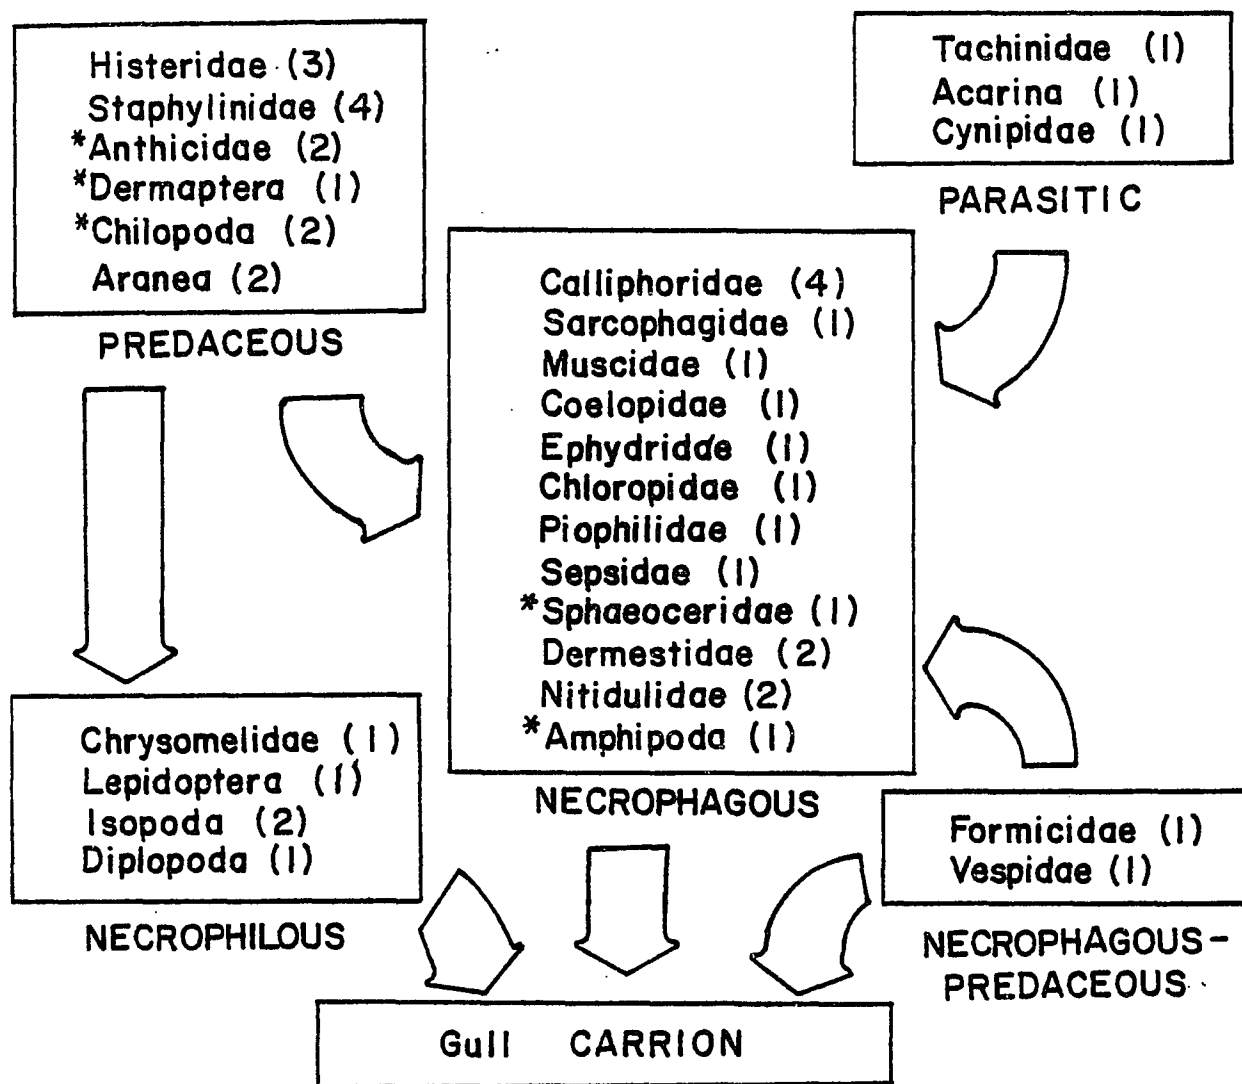 Histeridae (3)
Staphylinidae (4)
*Anthicidae (2)
*Dermaptera (1)
*Chilopoda (2)
Aranea (2)
PREDACEOUS
Tachinidae (1)
Acarina (1)
Cynipidae (1)
PARASITIC
Calliphoridae (4)
Sarcophagidae (1)
Muscidae (1)
Coelopidae (1)
Ephydridae (1)
Chloropidae (1)
Piophilidae (1)
Sepsidae (1)
*Sphaeoceridae (1)
Dermestidae (2)
Nitidulidae (2)
*Amphipoda (1)
NECROPHAGOUS
Chrysomelidae (1)
Lepidoptera (1)
Isopoda (2)
Diplopoda (1)
NECROPHILOUS
Formicidae (1)
Vespidae (1)
NECROPHAGOUS-
PREDACEOUS
Gull CARRION